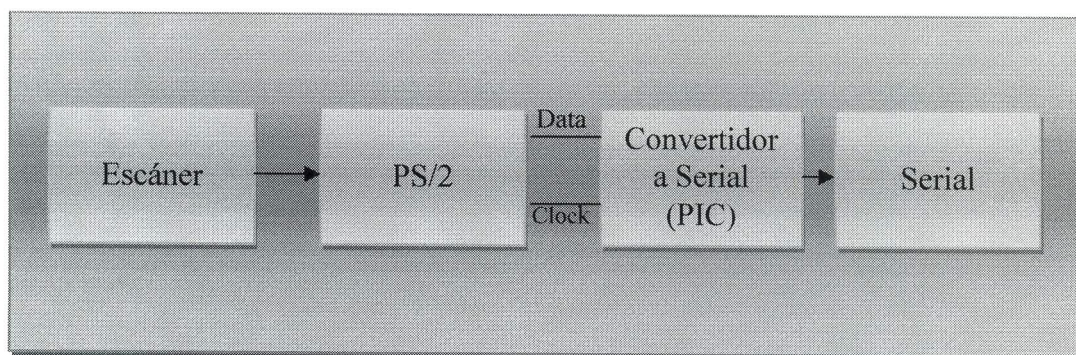 Escáner
PS/2
Data
Clock
Convertidor
a Serial
(PIC)
Serial